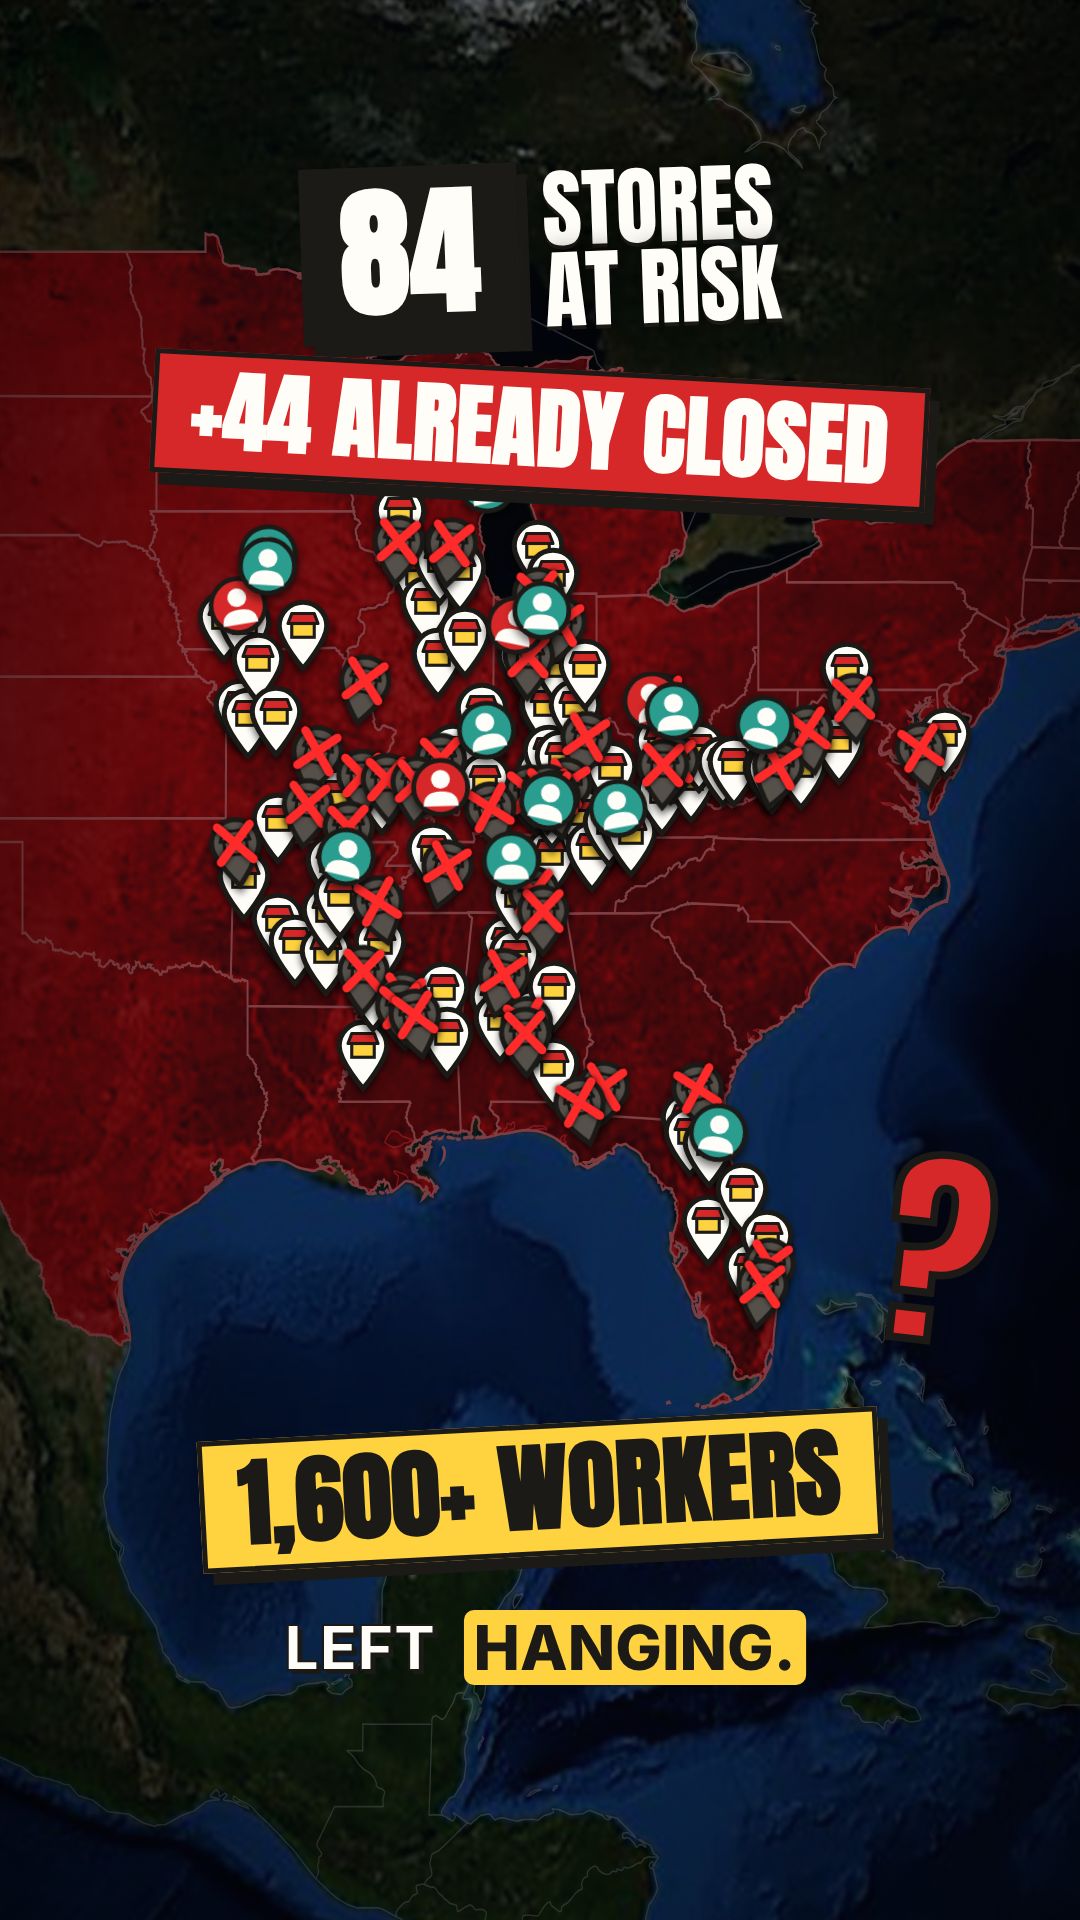 84
STORES
AT RISK
+44 ALREADY CLOSED
?
1,600+ WORKERS
LEFT HANGING.